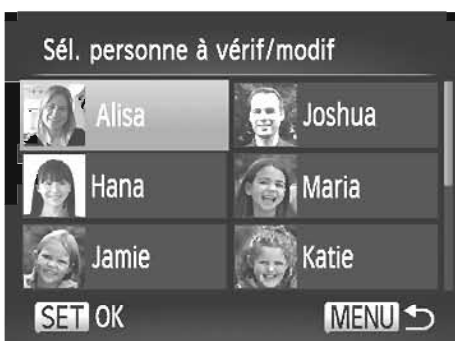 Sél. personne à vérif/modif
Alisa Joshua
Hana Maria
Jamie Katie
SET OK MENU